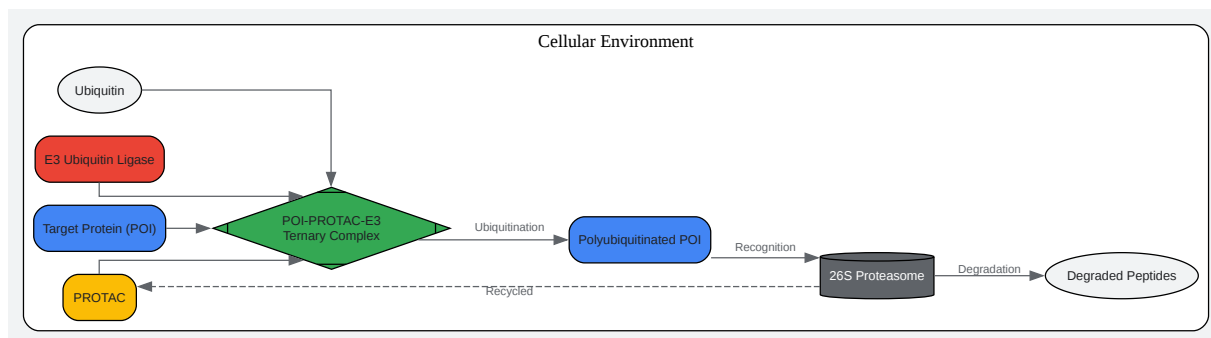 Cellular Environment
Ubiquitin
E3 Ubiquitin Ligase
Target Protein (POI)
PROTAC
POI-PROTAC-E3
Ternary Complex
Ubiquitination
Polyubiquitinated POI
Recognition
26S Proteasome
Degradation
Degraded Peptides
Recycled